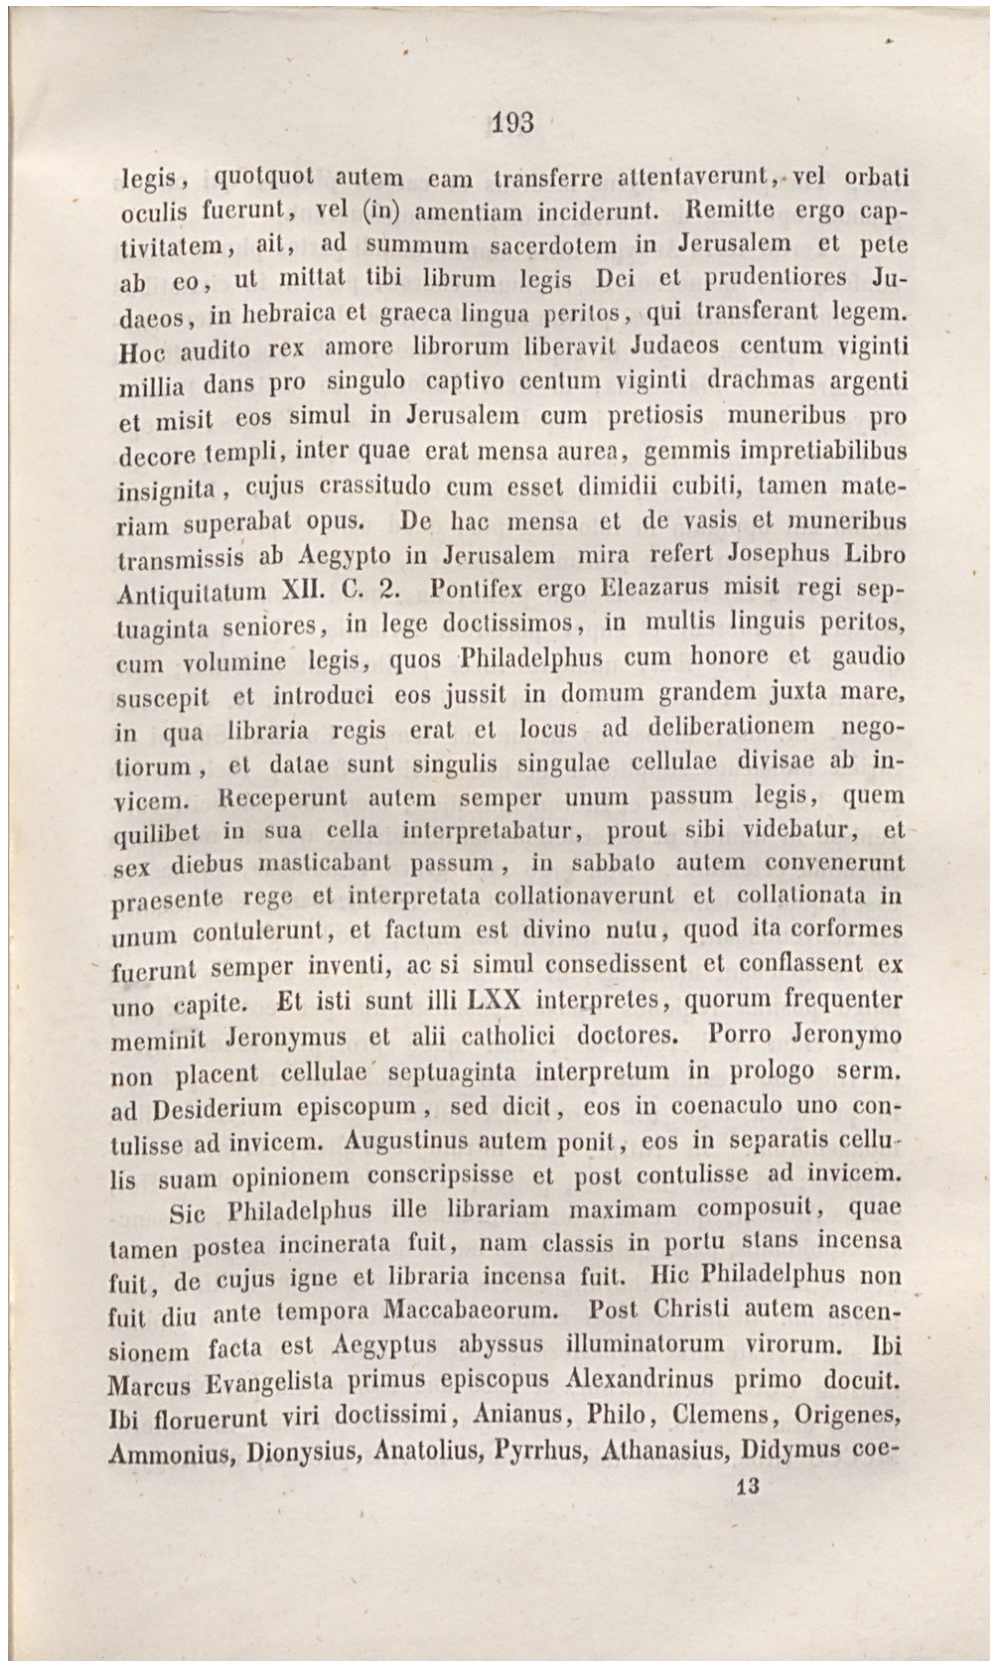 193
legis, quotquot autem eam transferre attentaverunt, vel orbati
oculis fuerunt, vel (in) amentiam inciderunt. Remitte ergo cap-
tivitatem, ait, ad summum sacerdotem in Jerusalem et pete
ab eo, ut mittat tibi librum legis Dei et prudentiores Ju-
daeos, in hebraica et graeca lingua peritos, qui transferant legem.
Hoc audito rex amore librorum liberavit Judaeos centum viginti
millia dans pro singulo captivo centum viginti drachmas argenti
et misit eos simul in Jerusalem cum pretiosis muneribus pro
decore templi, inter quae erat mensa aurea, gemmis impretiabilibus
insignita, cujus crassitudo cum esset dimidii cubiti, tamen mate-
riam superabat opus. De hac mensa et de vasis et muneribus
transmissis ab Aegypto in Jerusalem mira refert Josephus Libro
Antiquitatum XII. C. 2. Pontifex ergo Eleazarus misit regi sep-
tuaginta seniores, in lege doctissimos, in multis linguis peritos,
cum volumine legis, quos Philadelphus cum honore et gaudio
suscepit et introduci eos jussit in domum grandem juxta mare,
in qua libraria regis erat et locus ad deliberationem nego-
tiorum, et datae sunt singulis singulae cellulae divisae ab in-
vicem. Receperunt autem semper unum passum legis, quem
quilibet in sua cella interpretabatur, prout sibi videbatur, et
sex diebus masticabant passum, in sabbato autem convenerunt
praesente rege et interpretata collationaverunt et collationata in
unum contulerunt, et factum est divino nutu, quod ita corformes
fuerunt semper inventi, ac si simul consedissent et conflassent ex
uno capite. Et isti sunt illi LXX interpretes, quorum frequenter
meminit Jeronymus et alii catholici doctores. Porro Jeronymo
non placent cellulae septuaginta interpretum in prologo serm.
ad Desiderium episcopum, sed dicit, eos in coenaculo uno con-
tulisse ad invicem. Augustinus autem ponit, eos in separatis cellu-
lis suam opinionem conscripsisse et post contulisse ad invicem.
Sic Philadelphus ille librariam maximam composuit, quae
tamen postea incinerata fuit, nam classis in portu stans incensa
fuit, de cujus igne et libraria incensa fuit. Hic Philadelphus non
fuit diu ante tempora Maccabaeorum. Post Christi autem ascen-
sionem facta est Aegyptus abyssus illuminatorum virorum. Ibi
Marcus Evangelista primus episcopus Alexandrinus primo docuit.
Ibi floruerunt viri doctissimi, Anianus, Philo, Clemens, Origenes,
Ammonius, Dionysius, Anatolius, Pyrrhus, Athanasius, Didymus coe-
13